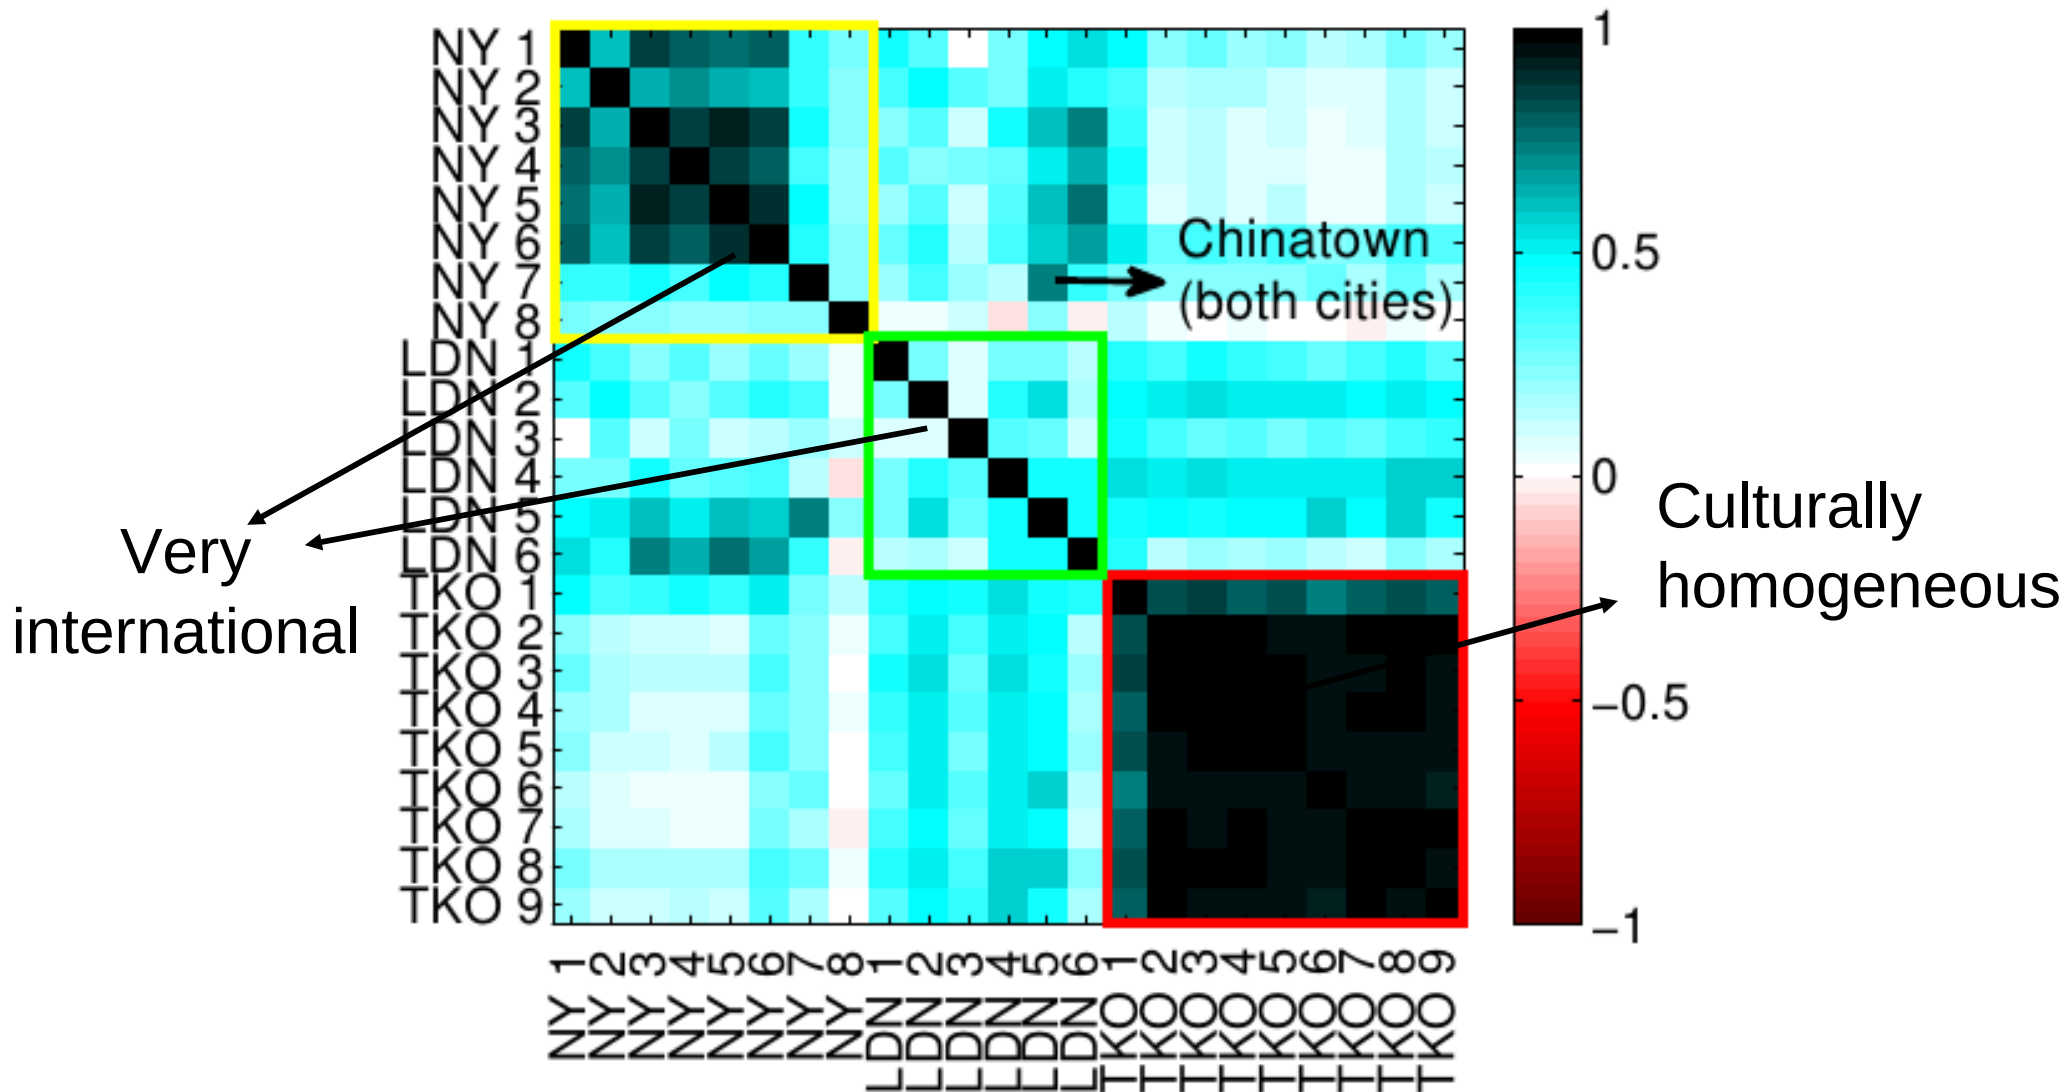 NY 1
NY 2
NY 3
NY 4
NY 5
NY 6
NY 7
NY 8
LDN 1
LDN 2
LDN 3
LDN 4
LDN 5
LDN 6
TKO 1
TKO 2
TKO 3
TKO 4
TKO 5
TKO 6
TKO 7
TKO 8
TKO 9
Very
international
Chinatown
(both cities)
1
0.5
0
−0.5
−1
Culturally
homogeneous
NY 1
NY 2
NY 3
NY 4
NY 5
NY 6
NY 7
NY 8
LDN 1
LDN 2
LDN 3
LDN 4
LDN 5
LDN 6
TKO 1
TKO 2
TKO 3
TKO 4
TKO 5
TKO 6
TKO 7
TKO 8
TKO 9